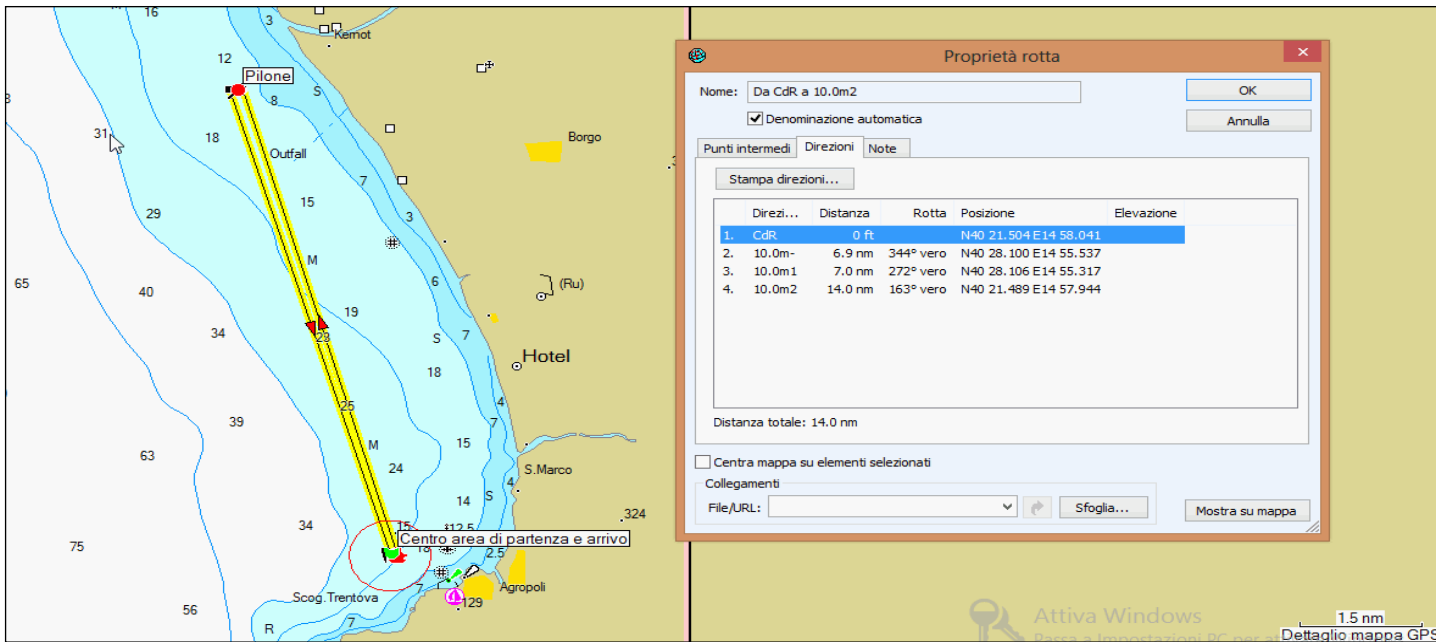 16
3
Kernot
12
Pilone
8
S
31
18
Outfall
Borgo
7
15
29
3
M
6
65
40
(Ru)
19
34
23
S
7
Hotel
18
4
25
39
7
M
15
63
24
S.Marco
4
14
S
34
15
12.5
324
Centro area di partenza e arrivo
18
75
2.5
Agropoli
7
Scog.Trentova
129
56
7
R
Proprietà rotta
Nome: Da CdR a 10.0m2
OK
Denominazione automatica
Annulla
Punti intermedi Direzioni Note
Stampa direzioni...
Direzi... Distanza Rotta Posizione Elevazione
1. CdR 0 ft N40 21.504 E14 58.041
2. 10.0m- 6.9 nm 344° vero N40 28.100 E14 55.537
3. 10.0m1 7.0 nm 272° vero N40 28.106 E14 55.317
4. 10.0m2 14.0 nm 163° vero N40 21.489 E14 57.944
Distanza totale: 14.0 nm
Centra mappa su elementi selezionati
Collegamenti
File/URL:
Sfoglia...
Mostra su mappa
Attiva Windows
Passa a Impostazioni PC per
1.5 nm
Dettaglio mappa GPS